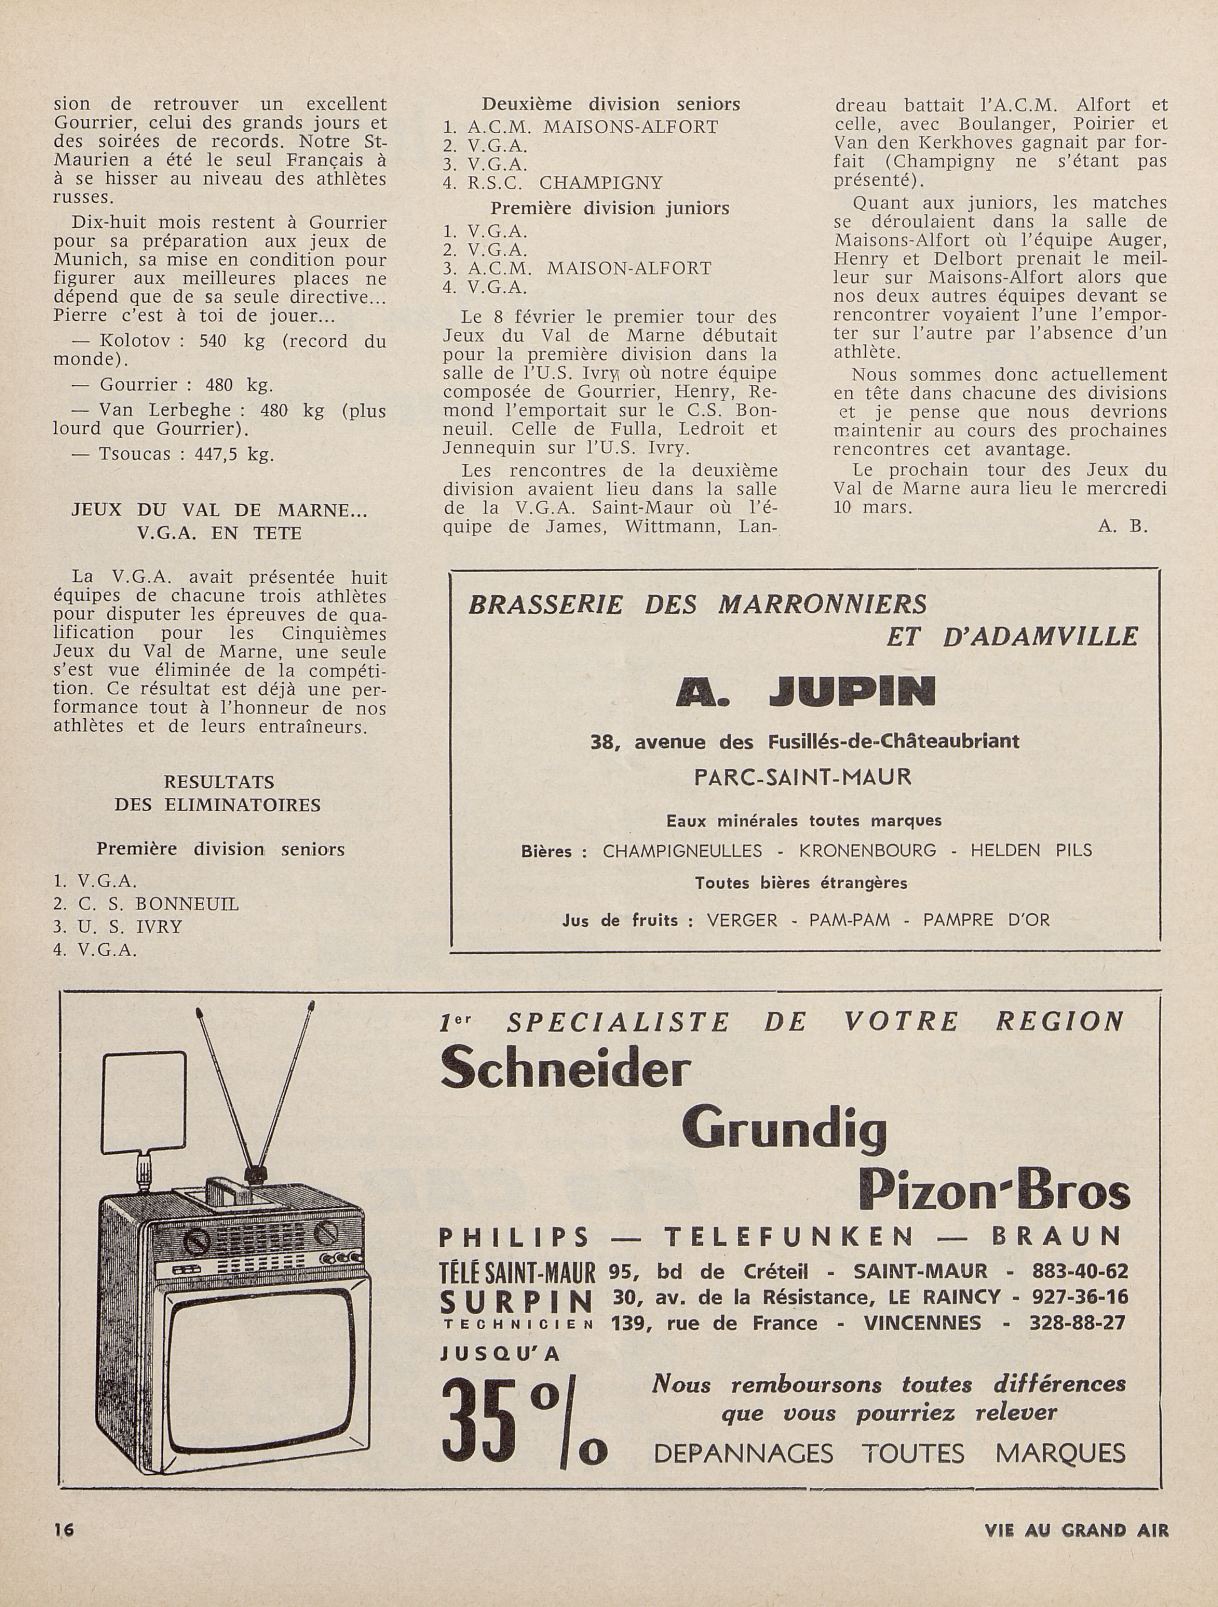 sion de retrouver un excellent
Gourrier, celui des grands jours et
des soirées de records. Notre St-
Maurien a été le seul Français à
à se hisser au niveau des athlètes
russes.
Dix-huit mois restent à Gourrier
pour sa préparation aux jeux de
Munich, sa mise en condition pour
figurer aux meilleures places ne
dépend que de sa seule directive...
Pierre c'est à toi de jouer...
— Kolotov : 540 kg (record du
monde).
— Gourrier : 480 kg.
— Van Lerbeghe : 480 kg (plus
lourd que Gourrier).
— Tsoucas : 447,5 kg.
JEUX DU VAL DE MARNE...
V.G.A. EN TETE
La V.G.A. avait présentée huit
équipes de chacune trois athlètes
pour disputer les épreuves de qua-
lification pour les Cinquièmes
Jeux du Val de Marne, une seule
s'est vue éliminée de la compéti-
tion. Ce résultat est déjà une per-
formance tout à l'honneur de nos
athlètes et de leurs entraîneurs.
RESULTATS
DES ELIMINATOIRES
Première division seniors
1. V.G.A.
2. C. S. BONNEUIL
3. U. S. IVRY
4. V.G.A.
Deuxième division seniors
1. A.C.M. MAISONS-ALFORT
2. V.G.A.
3. V.G.A.
4. R.S.C. CHAMPIGNY
Première division juniors
1. V.G.A.
2. V.G.A.
3. A.C.M. MAISON-ALFORT
4. V.G.A.
Le 8 février le premier tour des
Jeux du Val de Marne débutait
pour la première division dans la
salle de l'U.S. Ivry où notre équipe
composée de Gourrier, Henry, Re-
mond l'emportait sur le C.S. Bon-
neuil. Celle de Fulla, Ledroit et
Jennequin sur l'U.S. Ivry.
Les rencontres de la deuxième
division avaient lieu dans la salle
de la V.G.A. Saint-Maur où l'é-
quipe de James, Wittmann, Lan-
dreau battait l'A.C.M. Alfort et
celle, avec Boulanger, Poirier et
Van den Kerkhoves gagnait par for-
fait (Champigny ne s'étant pas
présenté).
Quant aux juniors, les matches
se déroulaient dans la salle de
Maisons-Alfort où l'équipe Auger,
Henry et Delbort prenait le meil-
leur sur Maisons-Alfort alors que
nos deux autres équipes devant se
rencontrer voyaient l'une l'empor-
ter sur l'autre par l'absence d'un
athlète.
Nous sommes donc actuellement
en tête dans chacune des divisions
et je pense que nous devrions
maintenir au cours des prochaines
rencontres cet avantage.
Le prochain tour des Jeux du
Val de Marne aura lieu le mercredi
10 mars.
A. B.
BRASSERIE DES MARRONNIERS
ET D'ADAMVILLE
A. JUPIN
38, avenue des Fusillés-de-Châteaubriant
PARC-SAINT-MAUR
Eaux minérales toutes marques
Bières : CHAMPIGNEULLES - KRONENBOURG - HELDEN PILS
Toutes bières étrangères
Jus de fruits : VERGER - PAM-PAM - PAMPRE D'OR
1er SPECIALISTE DE VOTRE REGION
Schneider
Grundig
Pizon-Bros
PHILIPS — TELEFUNKEN — BRAUN
TÉLÉ SAINT-MAUR 95, bd de Créteil - SAINT-MAUR - 883-40-62
SURPIN 30, av. de la Résistance, LE RAINCY - 927-36-16
TECHNICIEN 139, rue de France - VINCENNES - 328-88-27
JUSQU'A
35 %
Nous remboursons toutes différences
que vous pourriez relever
DEPANNAGES TOUTES MARQUES
16
VIE AU GRAND AIR